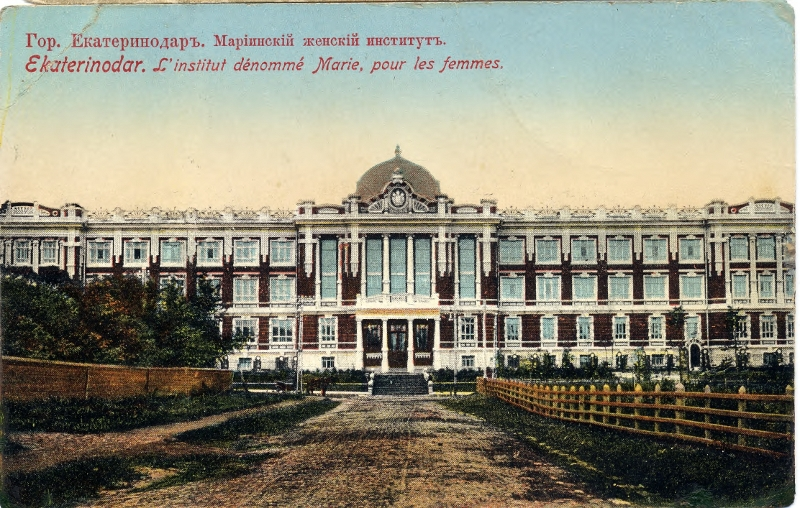 Гор. Екатеринодаръ. Маріинскій женскій институтъ.
Ekaterinodar. L'institut dénommé Marie, pour les femmes.